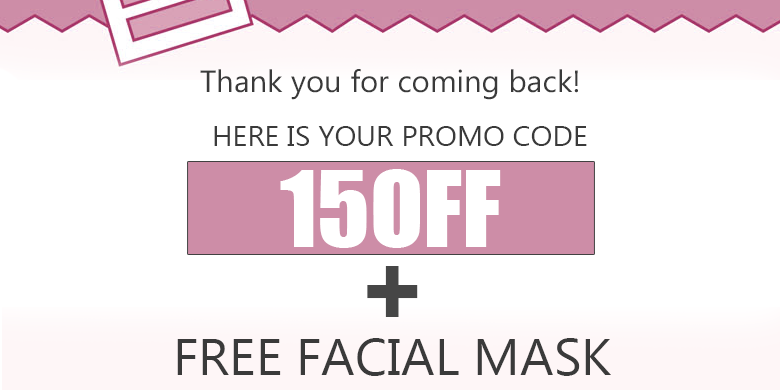 Thank you for coming back!
HERE IS YOUR PROMO CODE
15OFF
+
FREE FACIAL MASK